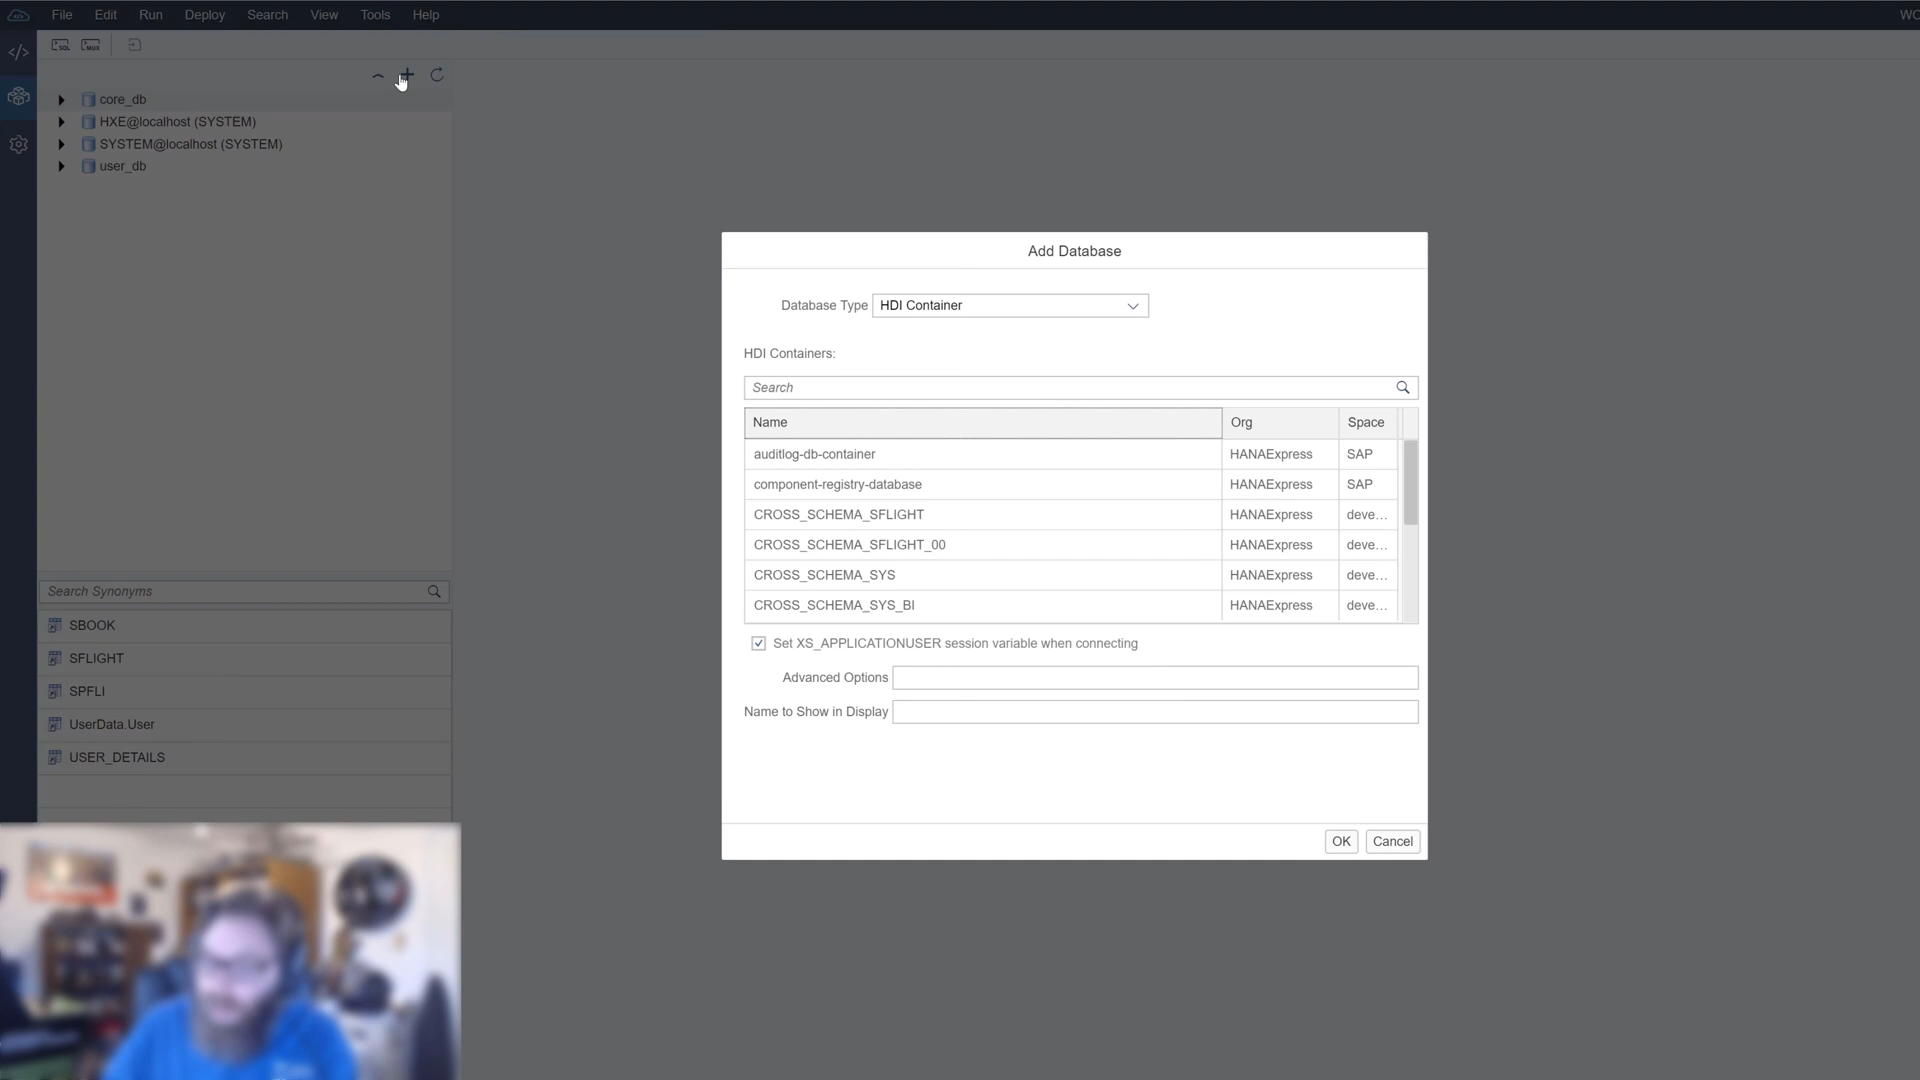 File Edit Run Deploy Search View Tools Help WO
SQL MDX
core_db
HXE@localhost (SYSTEM)
SYSTEM@localhost (SYSTEM)
user_db
Search Synonyms
SBOOK
SFLIGHT
SPFLI
UserData.User
USER_DETAILS
Add Database
Database Type HDI Container
HDI Containers:
Search
Name Org Space
auditlog-db-container HANAExpress SAP
component-registry-database HANAExpress SAP
CROSS_SCHEMA_SFLIGHT HANAExpress deve...
CROSS_SCHEMA_SFLIGHT_00 HANAExpress deve...
CROSS_SCHEMA_SYS HANAExpress deve...
CROSS_SCHEMA_SYS_BI HANAExpress deve...
Set XS_APPLICATIONUSER session variable when connecting
Advanced Options
Name to Show in Display
OK Cancel